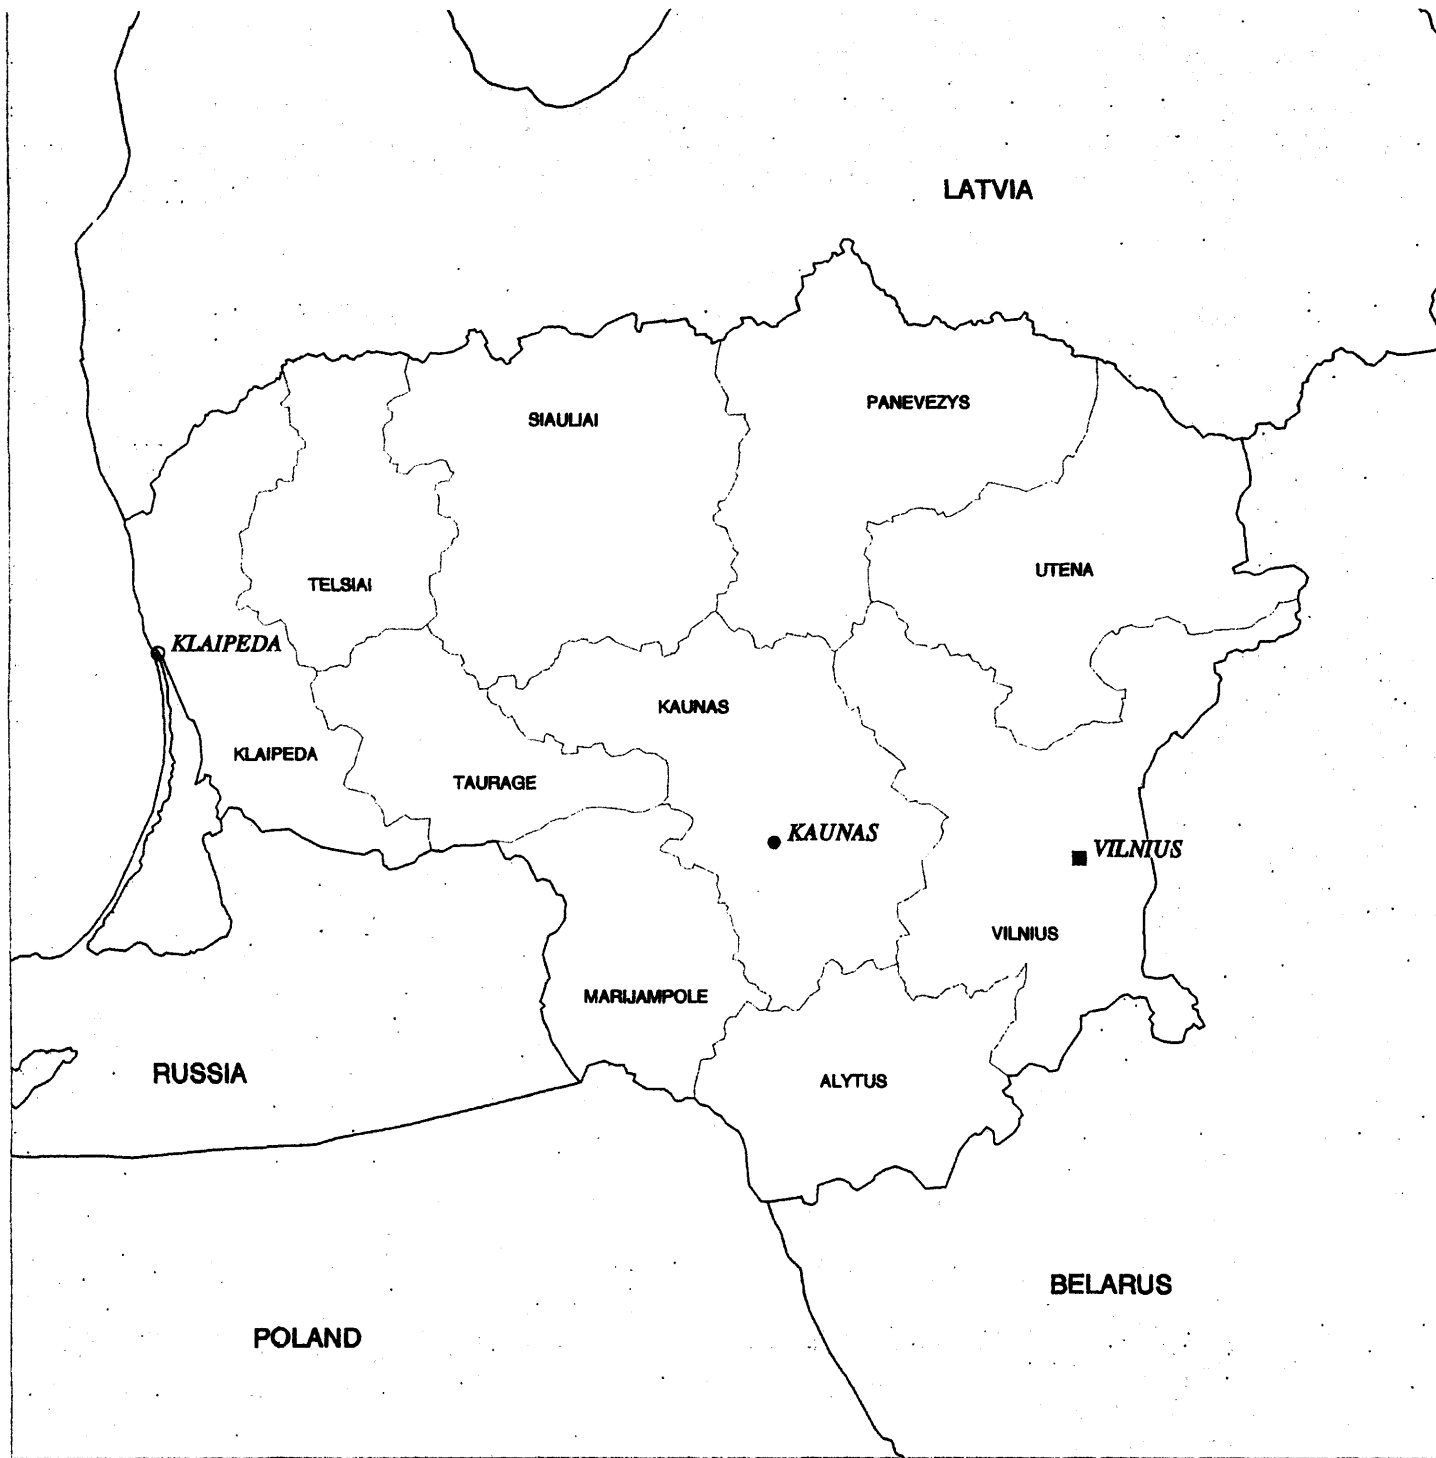 LATVIA
PANEVEZYS
SIAULIAI
UTENA
TELSIAI
KLAIPEDA
KAUNAS
KLAIPEDA
TAURAGE
KAUNAS
VILNIUS
VILNIUS
MARIJAMPOLE
RUSSIA
ALYTUS
BELARUS
POLAND